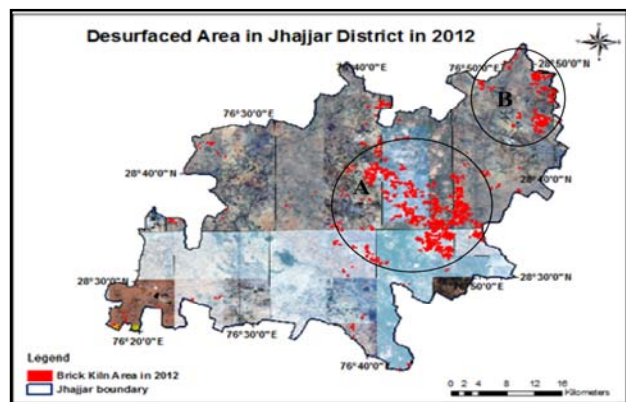 Desurfaced Area in Jhajjar District in 2012
76°40'0"E
76°50'0"E
28°50'0"N
B
76°30'0"E
28°40'0"N
A
28°40'0"N
28°30'0"N
28°30'0"N
76°50'0"E
76°20'0"E
76°30'0"E
76°40'0"E
Legend
Brick Kiln Area in 2012
Jhajjar boundary
0 2 4 8 12 16
Kilometers